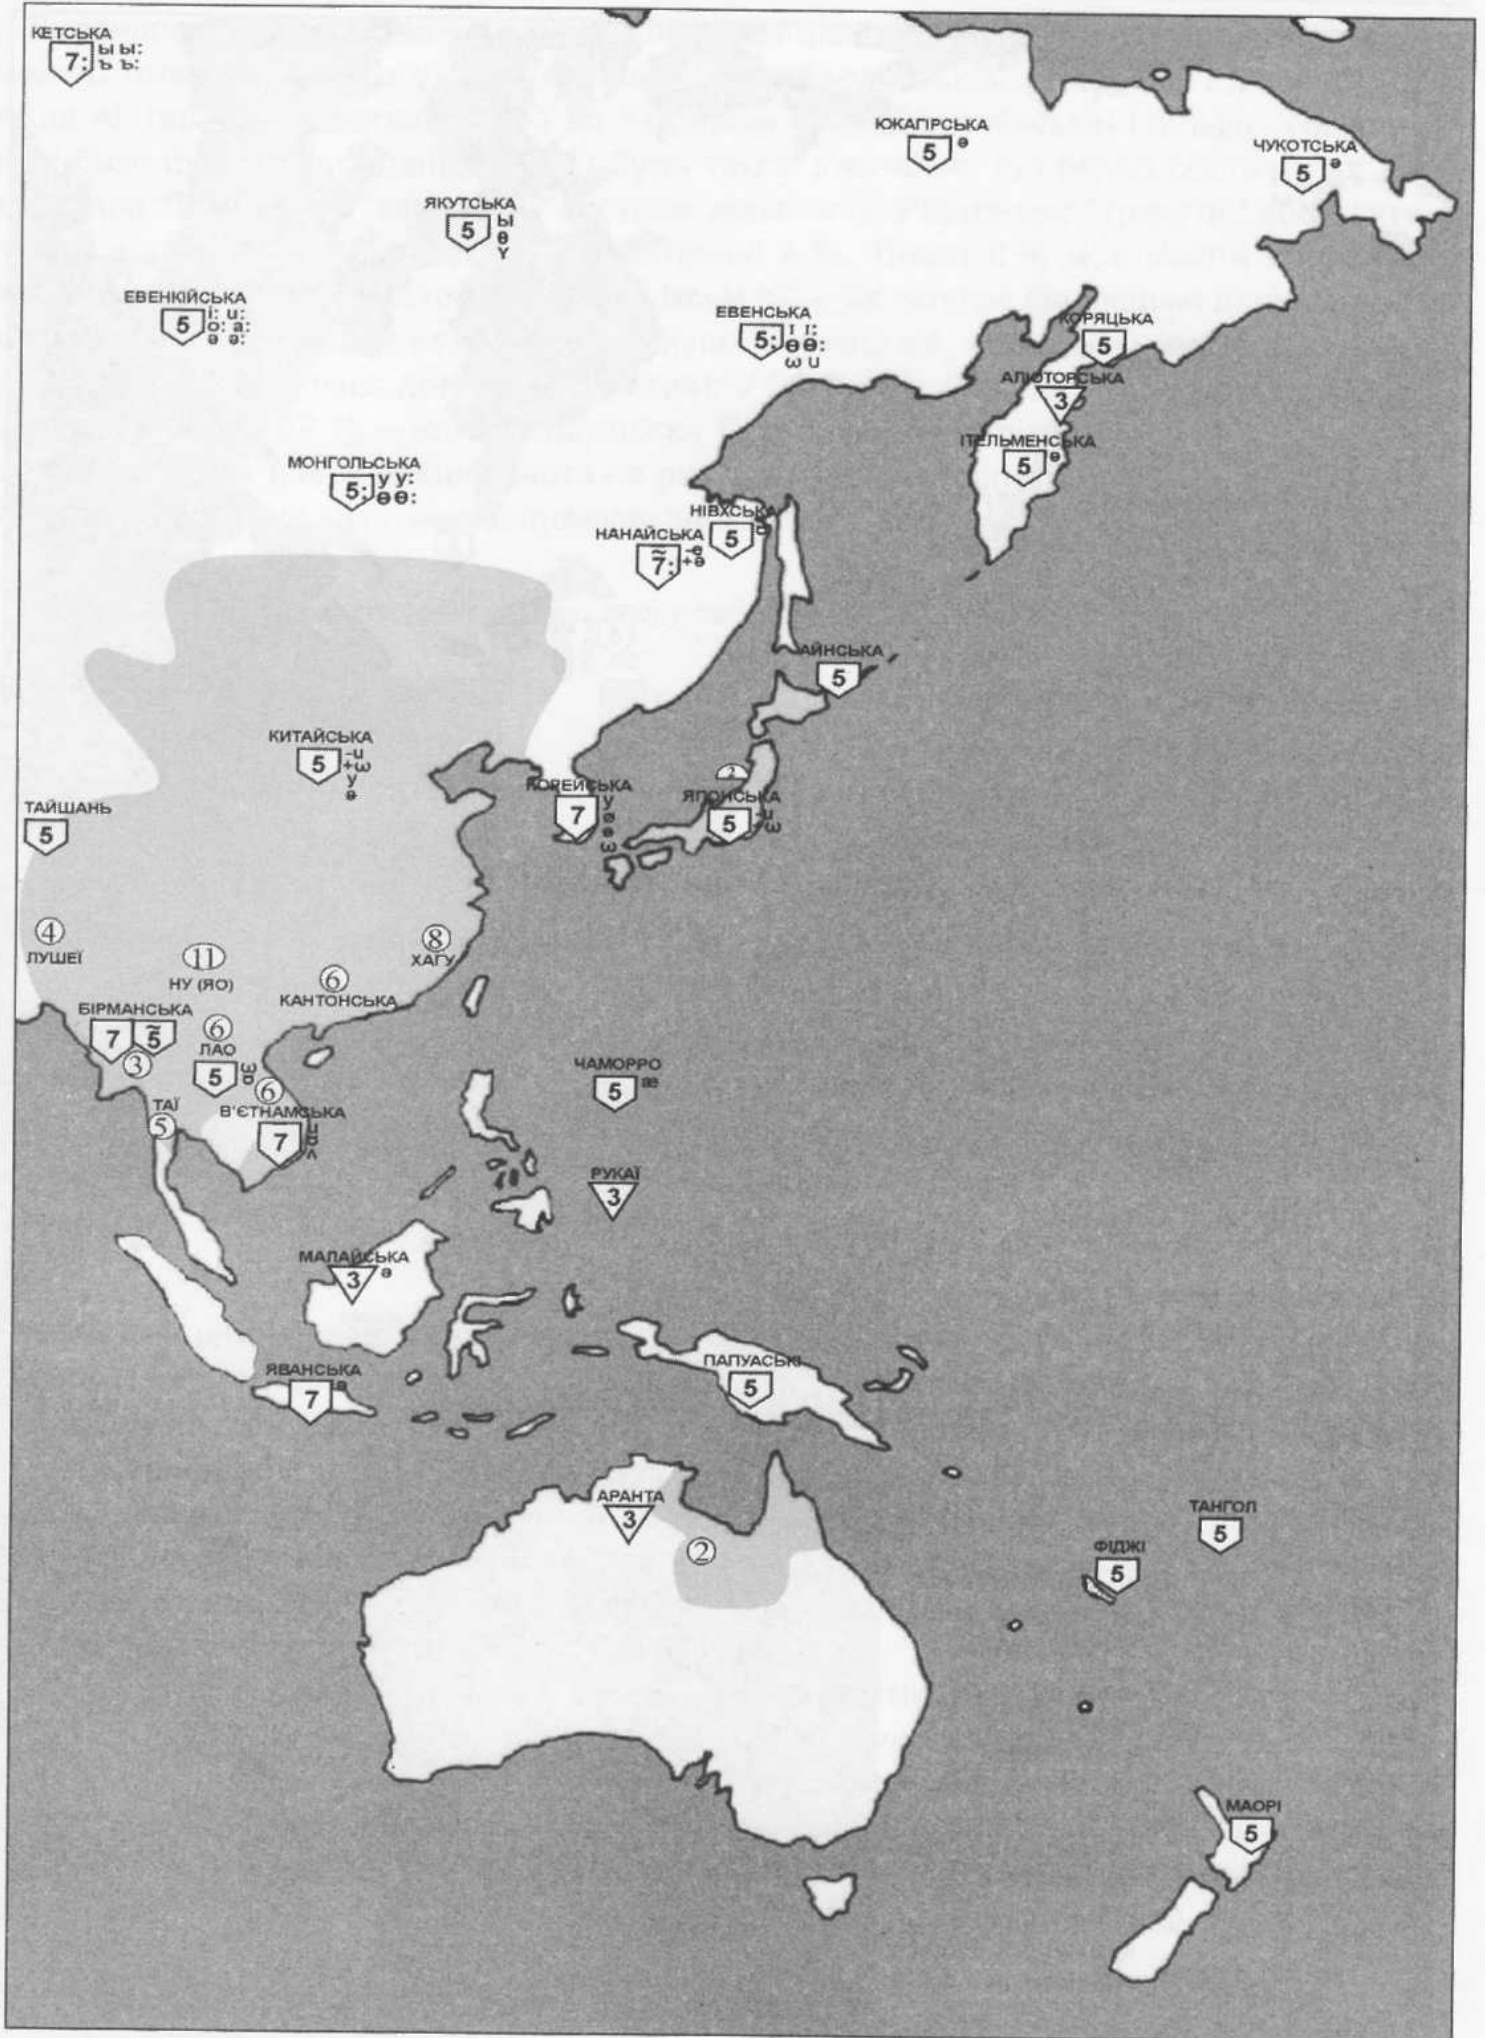 КЕТСЬКА
7: ы ы:
ъ ъ:
ЮКАГІРСЬКА
5 ə
ЧУКОТСЬКА
5 ə
ЯКУТСЬКА
5 ы
ө
Y
ЕВЕНКІЙСЬКА
5 i: u:
o: a:
ə ə:
ЕВЕНСЬКА
5: ɪ ɪ:
ө ө:
ω υ
КОРЯЦЬКА
5
АЛЮТОРСЬКА
3
ІТЕЛЬМЕНСЬКА
5 ə
МОНГОЛЬСЬКА
5: y y:
ө ө:
НІВХСЬКА
5
НАНАЙСЬКА
7̃: -e
+ə
АЙНСЬКА
5
КИТАЙСЬКА
5 -u
+ω
y
ə
КОРЕЙСЬКА
7 y
ø
ө
ω
2
ЯПОНСЬКА
5 -u
ω
ТАЙШАНЬ
5
4
ЛУШЕЇ
11
НУ (ЯО)
8
ХАГУ
6
КАНТОНСЬКА
БІРМАНСЬКА
7 5̃
3
6
ЛАО
5
6
ТАЇ
5
В'ЄТНАМСЬКА
7
ЧАМОРРО
5 æ
РУКАЇ
3
МАЛАЙСЬКА
3 ə
ЯВАНСЬКА
7 ə
ПАПУАСЬКІ
5
АРАНТА
3
2
ТАНГОЛ
5
ФІДЖІ
5
МАОРІ
5